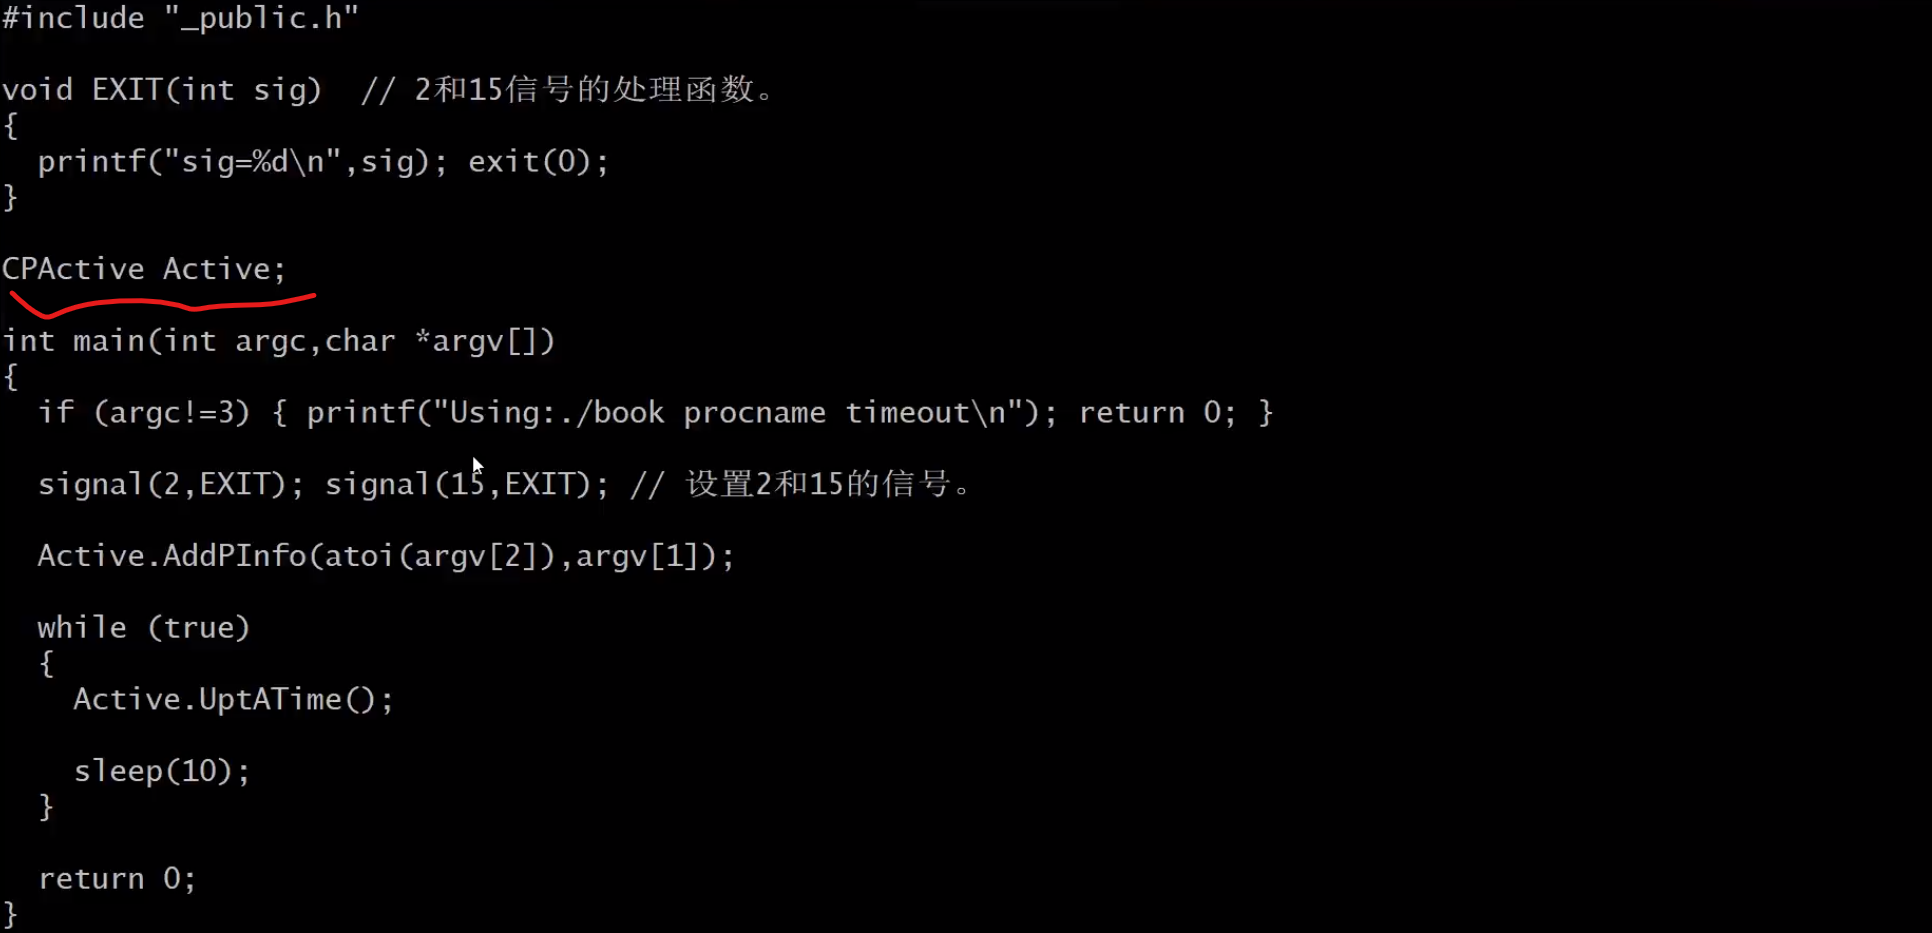 #include "_public.h"
void EXIT(int sig)  // 2和15信号的处理函数。
{
  printf("sig=%d\n",sig); exit(0);
}
CPActive Active;
int main(int argc,char *argv[])
{
  if (argc!=3) { printf("Using:./book procname timeout\n"); return 0; }
  signal(2,EXIT); signal(15,EXIT); // 设置2和15的信号。
  Active.AddPInfo(atoi(argv[2]),argv[1]);
  while (true)
  {
    Active.UptATime();
    sleep(10);
  }
  return 0;
}